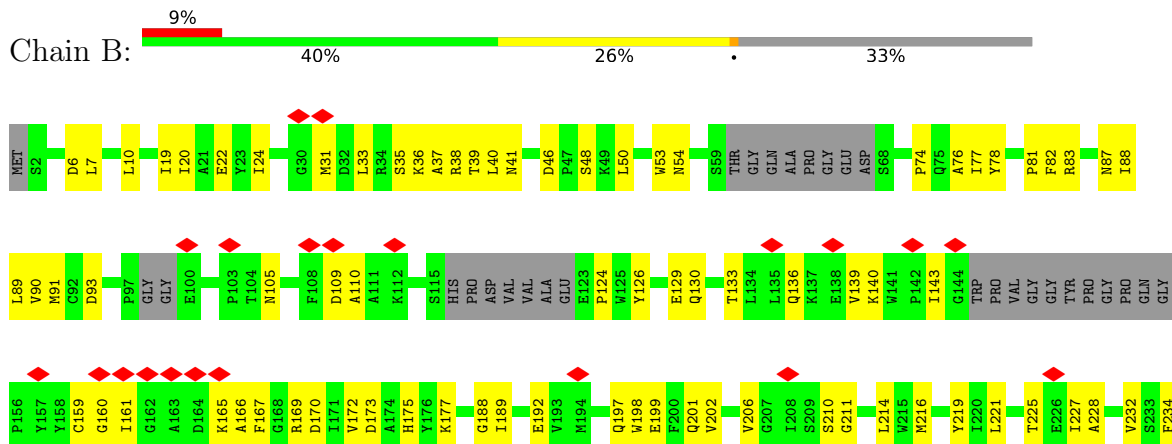 9%
Chain B:
40% 26% • 33%
MET S2 D6 L7 L10 I19 I20 A21 E22 Y23 I24 G30 M31 D32 L33 R34 S35 K36 A37 R38 T39 L40 N41 D46 P47 S48 K49 L50 W53 N54 S59 THR GLY GLN ALA PRO GLY GLU ASP S68 P74 Q75 A76 I77 Y78 P81 F82 R83 N87 I88
L89 V90 M91 C92 D93 P97 GLY GLY E100 P103 T104 N105 F108 D109 A110 A111 K112 S115 HIS PRO ASP VAL VAL ALA GLU E123 P124 W125 Y126 E129 Q130 T133 L134 L135 Q136 K137 E138 V139 K140 W141 P142 I143 G144 TRP PRO VAL GLY GLY TYR PRO GLY PRO GLN GLY
P156 Y157 Y158 C159 G160 I161 G162 A163 D164 K165 A166 F167 G168 R169 D170 I171 V172 D173 A174 H175 Y176 K177 G188 I189 E192 V193 M194 Q197 W198 E199 F200 Q201 V202 V206 G207 I208 S209 S210 G211 L214 W215 M216 Y219 I220 L221 T225 E226 I227 A228 V232 S233 F234